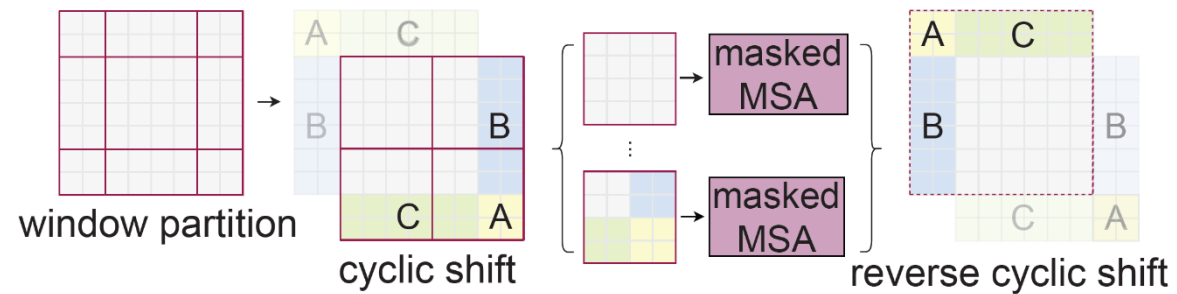 A C
B
B
C A
window partition
cyclic shift
masked
MSA
...
masked
MSA
A C
B
B
C A
reverse cyclic shift